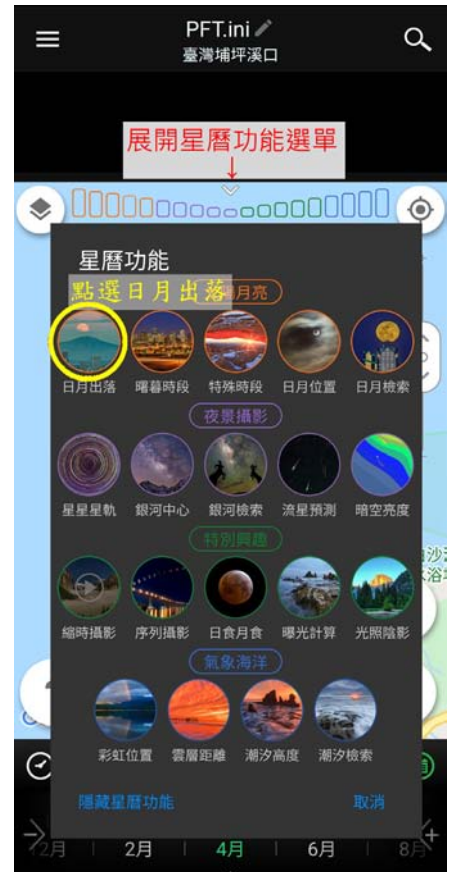 PFT.ini
臺灣埔坪溪口
展開星曆功能選單
↓
星曆功能
點選日月出落
月亮
日月出落 曙暮時段 特殊時段 日月位置 日月檢索
夜景攝影
星星星軌 銀河中心 銀河檢索 流星預測 暗空亮度
特別興趣
縮時攝影 序列攝影 日食月食 曝光計算 光照陰影
氣象海洋
彩虹位置 雲層距離 潮汐高度 潮汐檢索
隱藏星曆功能 取消
2月 2月 4月 6月 8月